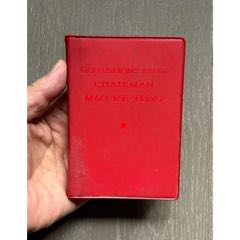 QUOTATIONS FROM
CHAIRMAN
MAO TSE-TUNG